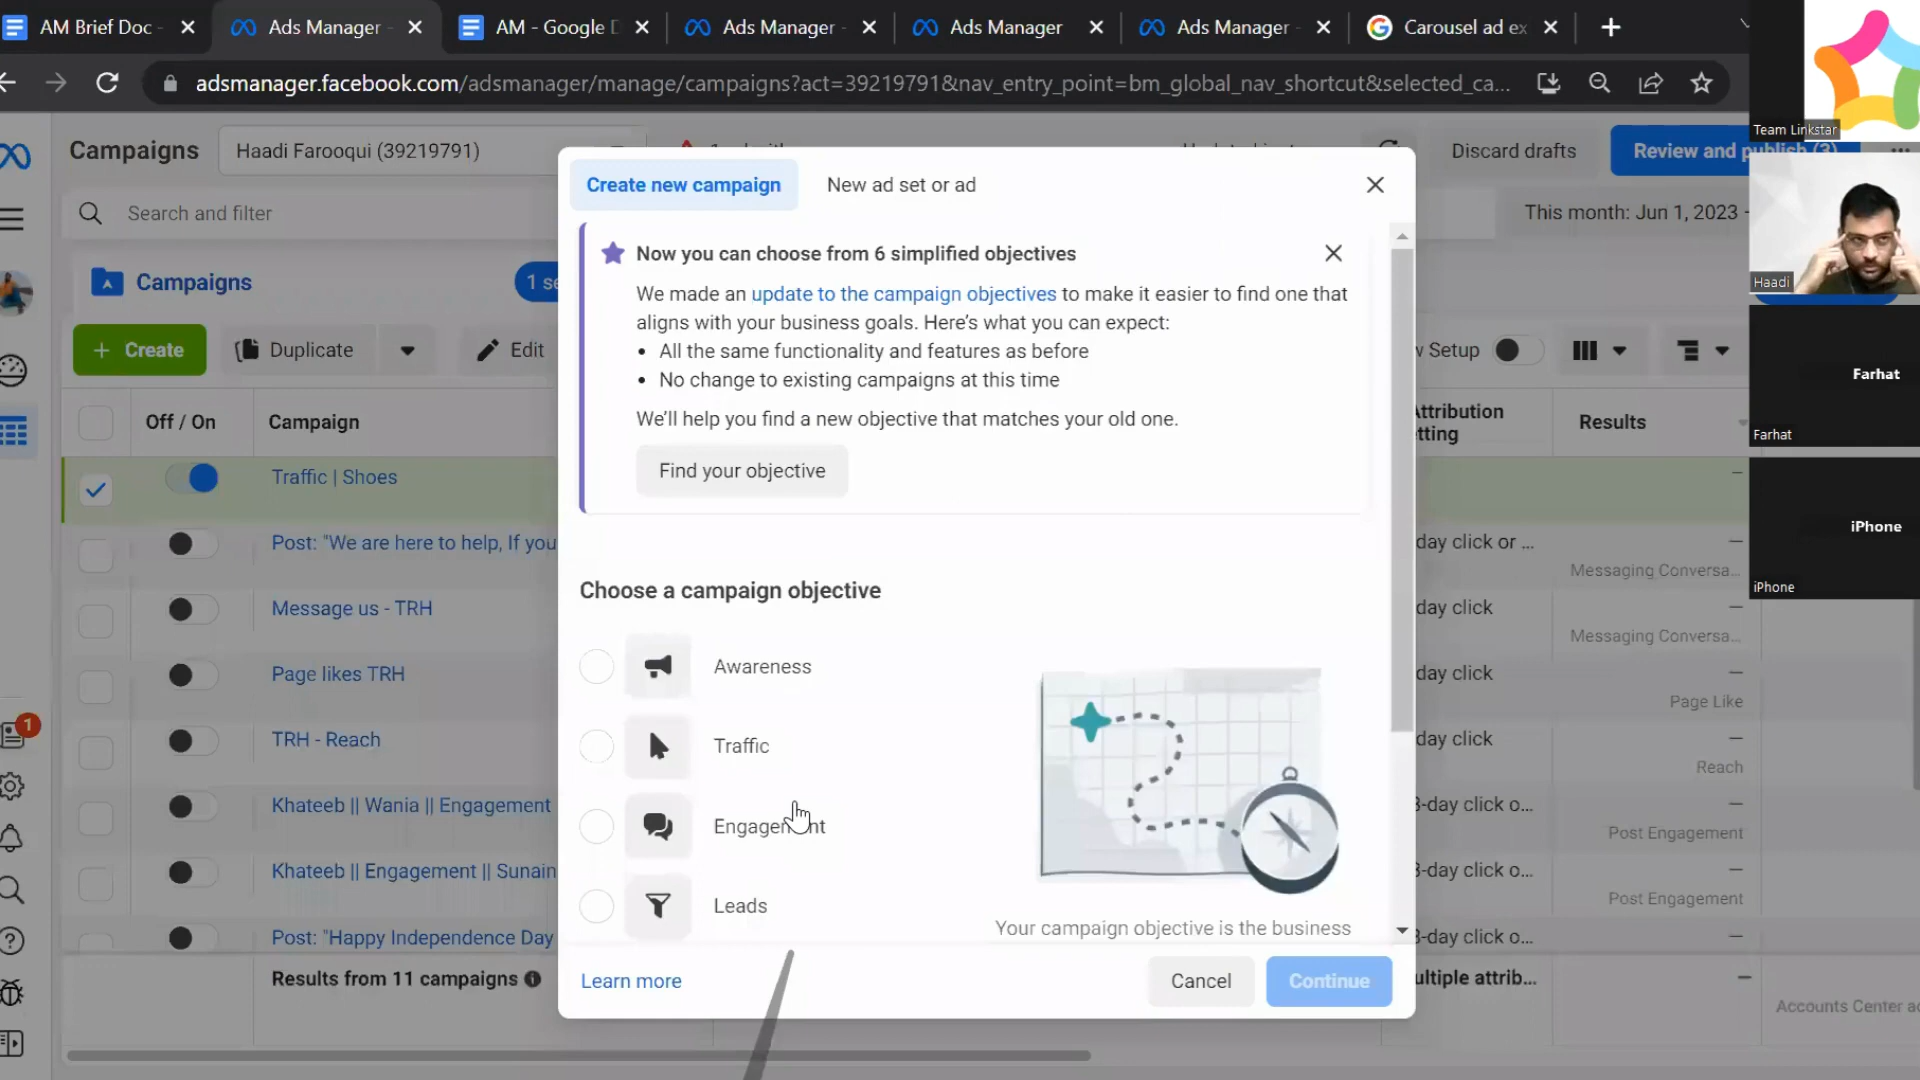 AM Brief Doc -
Ads Manager -
AM - Google D
Ads Manager -
Ads Manager
Ads Manager -
Carousel ad ex
adsmanager.facebook.com/adsmanager/manage/campaigns?act=39219791&nav_entry_point=bm_global_nav_shortcut&selected_ca...
Team Linkstar
Campaigns
Haadi Farooqui (39219791)
Discard drafts
Review and publish (3)
Create new campaign
New ad set or ad
Search and filter
This month: Jun 1, 2023 -
Now you can choose from 6 simplified objectives
We made an update to the campaign objectives to make it easier to find one that
aligns with your business goals. Here's what you can expect:
• All the same functionality and features as before
• No change to existing campaigns at this time
We'll help you find a new objective that matches your old one.
Find your objective
Haadi
Campaigns
1 se
Create
Duplicate
Edit
w Setup
Farhat
Farhat
Off / On
Campaign
Attribution
etting
Results
Traffic | Shoes
Post: "We are here to help, If you
day click or ...
Messaging Conversa...
iPhone
iPhone
Choose a campaign objective
Message us - TRH
day click
Messaging Conversa...
Awareness
Page likes TRH
day click
Page Like
1
TRH - Reach
Traffic
day click
Reach
Khateeb || Wania || Engagement
Engagement
8-day click o...
Post Engagement
Khateeb || Engagement || Sunain
Leads
8-day click o...
Post Engagement
Post: "Happy Independence Day
Your campaign objective is the business
8-day click o...
Results from 11 campaigns
Learn more
Cancel
Continue
ultiple attrib...
Accounts Center ac